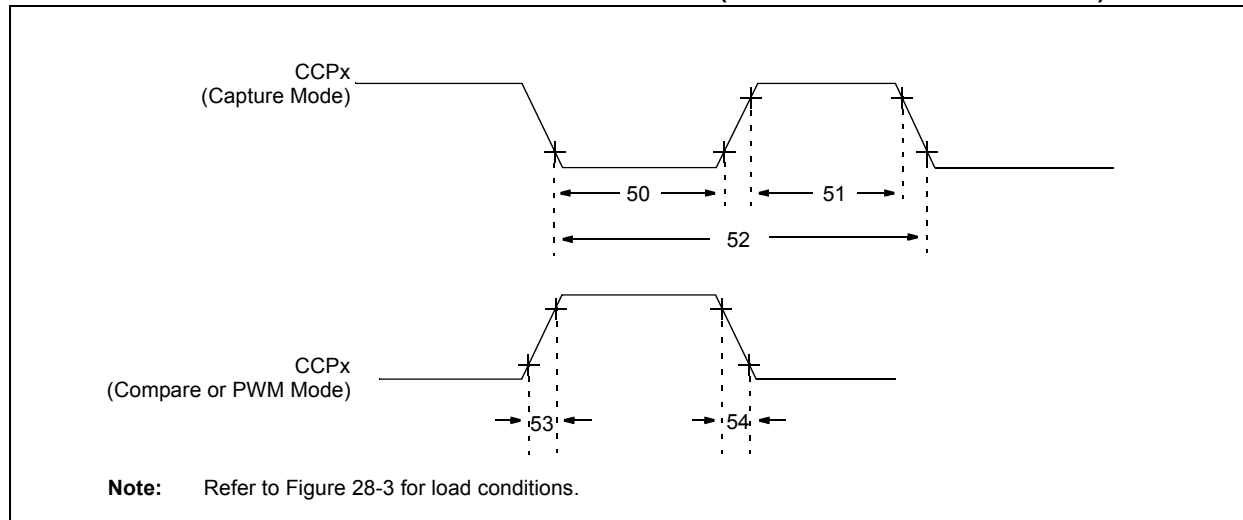 CCPx
(Capture Mode)
50
51
52
CCPx
(Compare or PWM Mode)
53
54
Note: Refer to Figure 28-3 for load conditions.